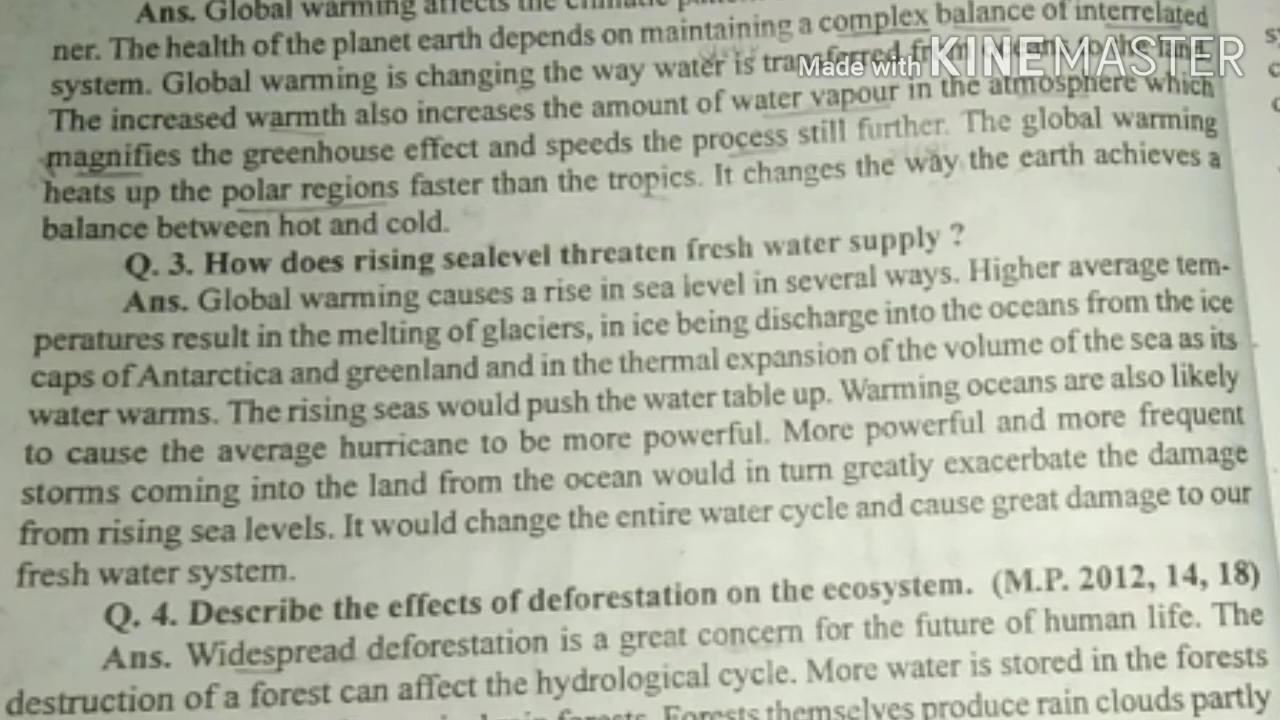 Ans. Global warming affects the climatic
ner. The health of the planet earth depends on maintaining a complex balance of interrelated
system. Global warming is changing the way water is transferred from to the land
Made with KINEMASTER
The increased warmth also increases the amount of water vapour in the atmosphere which
magnifies the greenhouse effect and speeds the process still further. The global warming
heats up the polar regions faster than the tropics. It changes the way the earth achieves a
balance between hot and cold.
Q. 3. How does rising sealevel threaten fresh water supply ?
Ans. Global warming causes a rise in sea level in several ways. Higher average tem-
peratures result in the melting of glaciers, in ice being discharge into the oceans from the ice
caps of Antarctica and greenland and in the thermal expansion of the volume of the sea as its
water warms. The rising seas would push the water table up. Warming oceans are also likely
to cause the average hurricane to be more powerful. More powerful and more frequent
storms coming into the land from the ocean would in turn greatly exacerbate the damage
from rising sea levels. It would change the entire water cycle and cause great damage to our
fresh water system.
Q. 4. Describe the effects of deforestation on the ecosystem. (M.P. 2012, 14, 18)
Ans. Widespread deforestation is a great concern for the future of human life. The
destruction of a forest can affect the hydrological cycle. More water is stored in the forests
rain forests. Forests themselves produce rain clouds partly